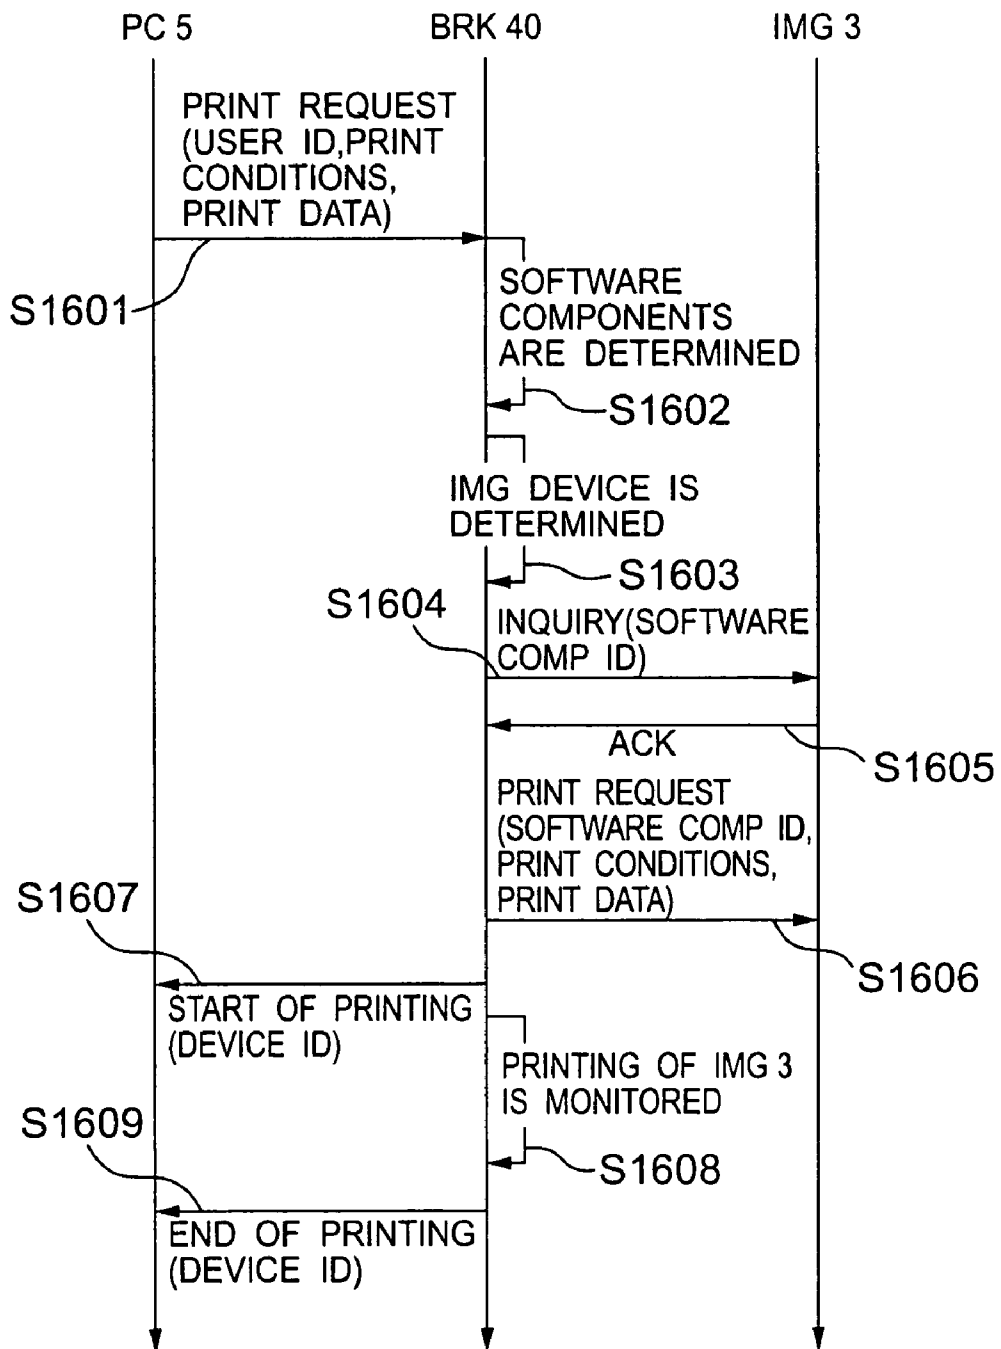 PC 5
BRK 40
IMG 3
PRINT REQUEST
(USER ID,PRINT
CONDITIONS,
PRINT DATA)
S1601
SOFTWARE
COMPONENTS
ARE DETERMINED
S1602
IMG DEVICE IS
DETERMINED
S1603
S1604
INQUIRY(SOFTWARE
COMP ID)
ACK
S1605
PRINT REQUEST
(SOFTWARE COMP ID,
PRINT CONDITIONS,
PRINT DATA)
S1606
S1607
START OF PRINTING
(DEVICE ID)
PRINTING OF IMG 3
IS MONITORED
S1608
S1609
END OF PRINTING
(DEVICE ID)